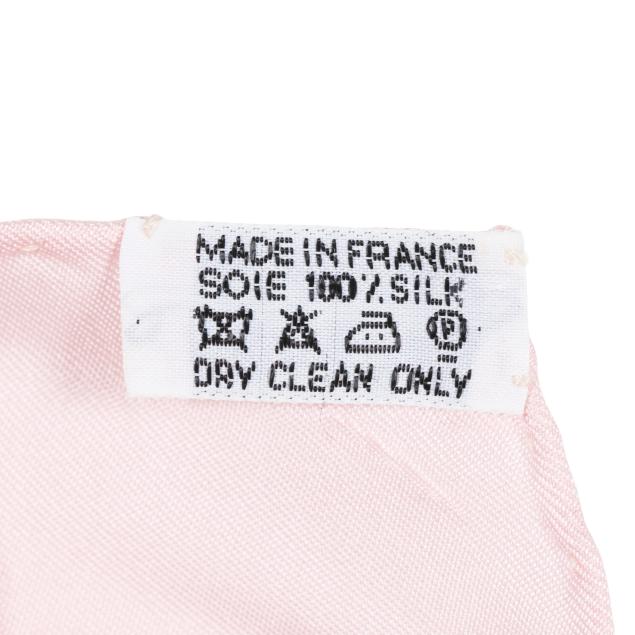 MADE IN FRANCE
SOIE 100% SILK
P
DRY CLEAN ONLY